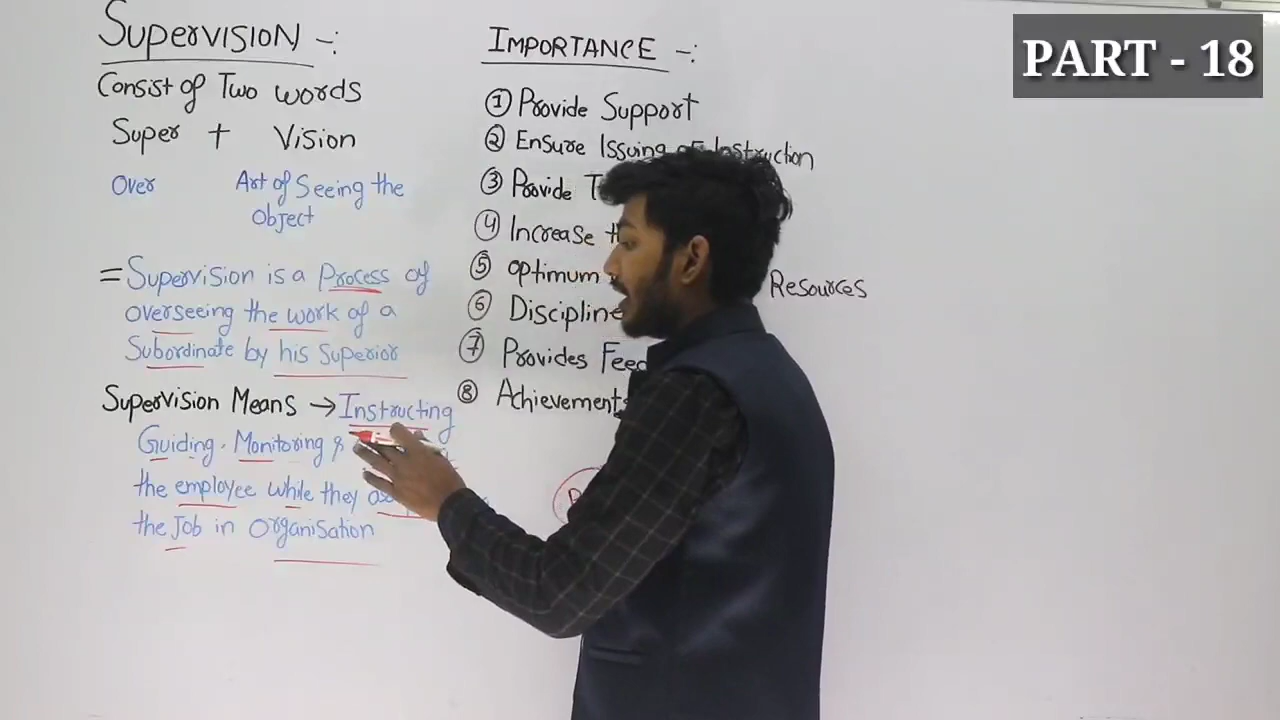 SUPERVISION -:
Consist of Two words
Super + Vision
Over Art of Seeing the
Object
= Supervision is a Process of
overseeing the work of a
Subordinate by his Superior
Supervision Means → Instructing
Guiding, Monitoring &
the employee while they
the Job in Organisation
IMPORTANCE -:
① Provide Support
② Ensure Issuing of Instruction
③ Provide
④ Increase
⑤ Optimum Resources
⑥ Discipline
⑦ Provides
⑧ Achievements
PART - 18